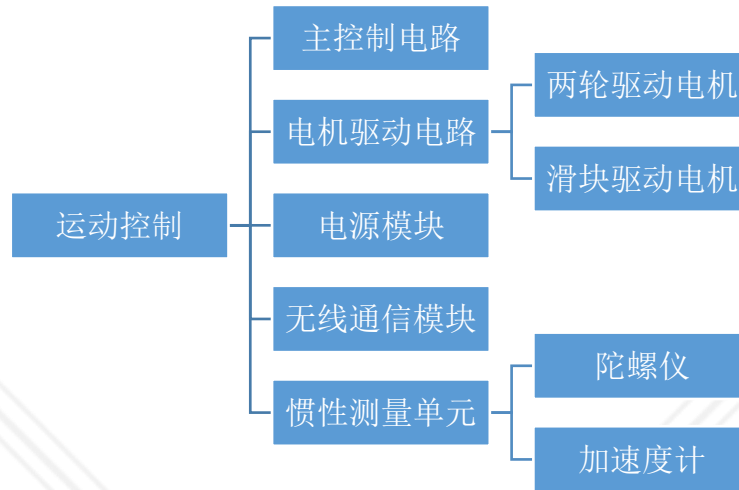 主控制电路
两轮驱动电机
电机驱动电路
滑块驱动电机
运动控制
电源模块
无线通信模块
陀螺仪
惯性测量单元
加速度计